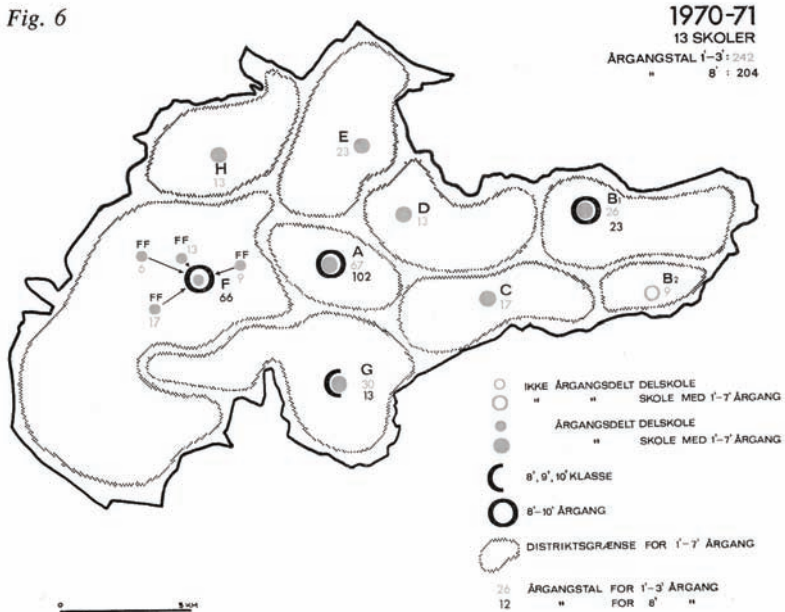 Fig. 6
1970-71
13 SKOLER
ÅRGANGSTAL 1'-3': 242
" 8' : 204
E
23
H
13
D
13
B1
26
23
FF
13
FF
6
FF
9
F
66
FF
17
A
67
102
B2
9
C
17
G
30
13
IKKE ÅRGANGSDELT DELSKOLE
" " SKOLE MED 1'-7' ÅRGANG
ÅRGANGSDELT DELSKOLE
" SKOLE MED 1'-7' ÅRGANG
8', 9', 10' KLASSE
8'-10' ÅRGANG
DISTRIKTSGRÆNSE FOR 1'-7' ÅRGANG
26 ÅRGANGSTAL FOR 1'-3' ÅRGANG
12 " FOR 8' "
0 5 KM